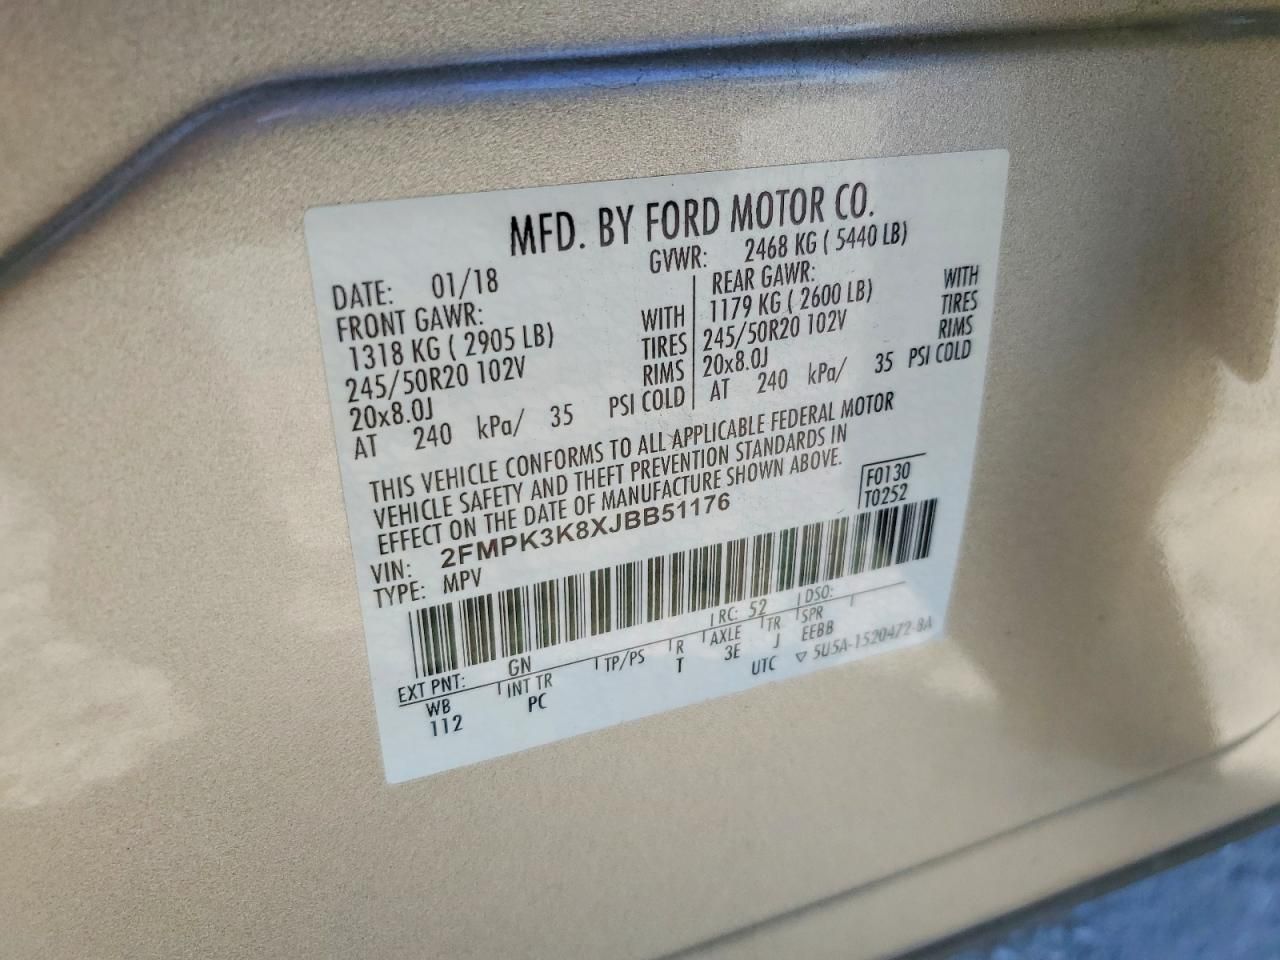 MFD. BY FORD MOTOR CO.
DATE: 01/18 GVWR: 2468 KG ( 5440 LB)
FRONT GAWR: REAR GAWR:
1318 KG ( 2905 LB) WITH 1179 KG ( 2600 LB) WITH
245/50R20 102V TIRES 245/50R20 102V TIRES
20x8.0J RIMS 20x8.0J RIMS
AT 240 kPa/ 35 PSI COLD AT 240 kPa/ 35 PSI COLD
THIS VEHICLE CONFORMS TO ALL APPLICABLE FEDERAL MOTOR
VEHICLE SAFETY AND THEFT PREVENTION STANDARDS IN
EFFECT ON THE DATE OF MANUFACTURE SHOWN ABOVE.
F0130
T0252
VIN: 2FMPK3K8XJBB51176
TYPE: MPV
EXT PNT: GN RC: 52 DSO:
WB INT TR TP/PS R AXLE TR SPR
112 PC T 3E J EEBB
UTC ▽ 5U5A-1520472-BA